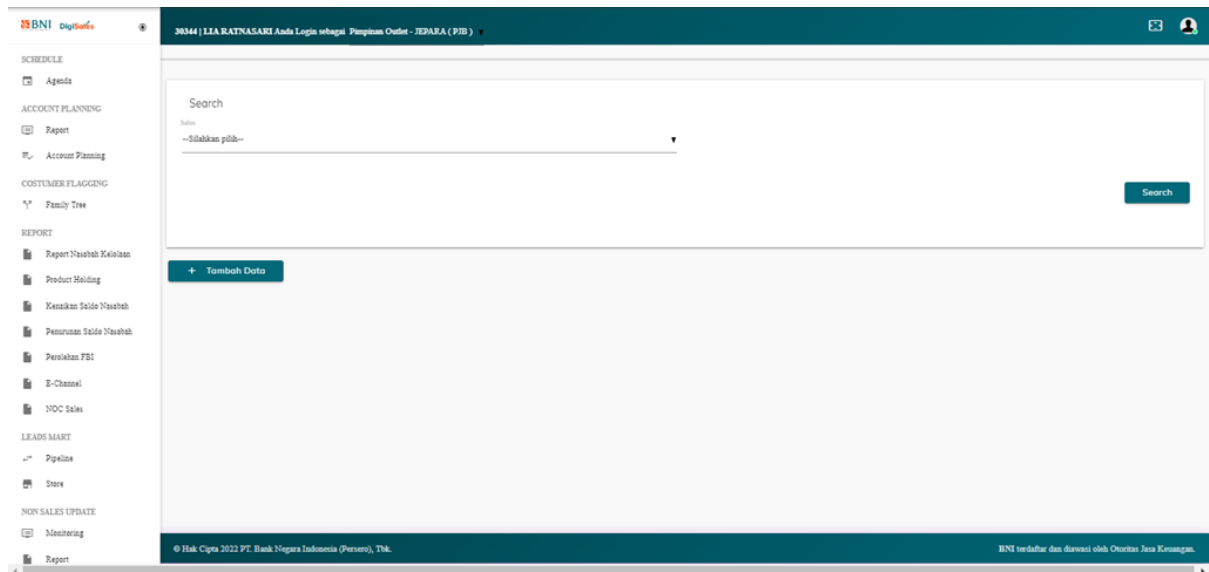 BNI DigiSales
30344 | LIA RATNASARI Anda Login sebagai Pimpinan Outlet - JEPARA ( PJB )
SCHEDULE
Agenda
ACCOUNT PLANNING
Report
Account Planning
COSTUMER FLAGGING
Family Tree
REPORT
Report Nasabah Kelolaan
Product Holding
Kenaikan Saldo Nasabah
Penurunan Saldo Nasabah
Perolehan FBI
E-Channel
NOC Sales
LEADS MART
Pipeline
Store
NON SALES UPDATE
Monitoring
Report
Search
Sales
--Silahkan pilih--
Search
+ Tambah Data
© Hak Cipta 2022 PT. Bank Negara Indonesia (Persero), Tbk.
BNI terdaftar dan diawasi oleh Otoritas Jasa Keuangan.